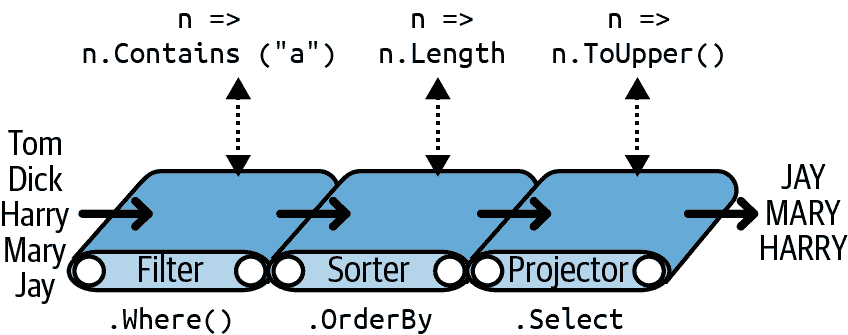 n =>
n.Contains ("a")
n =>
n.Length
n =>
n.ToUpper()
Tom
Dick
Harry
Mary
Jay
Filter
Sorter
Projector
JAY
MARY
HARRY
.Where()
.OrderBy
.Select